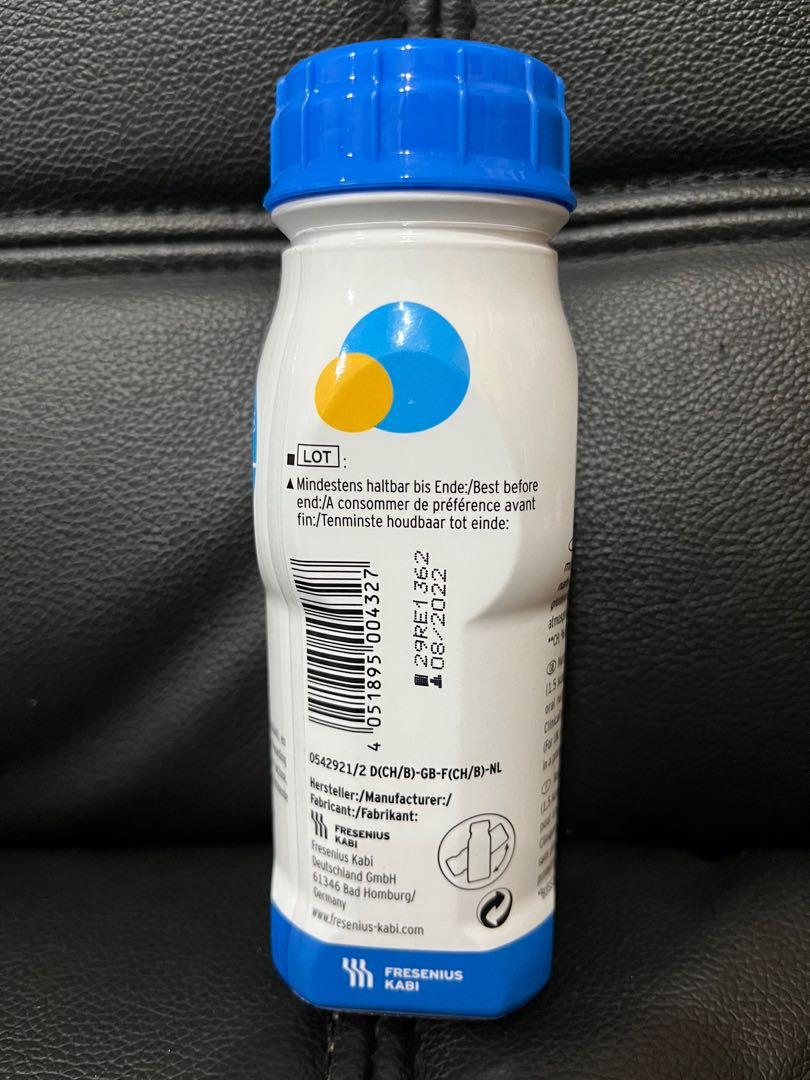 LOT :
Mindestens haltbar bis Ende:/Best before
end:/A consommer de préférence avant
fin:/Tenminste houdbaar tot einde:
29RE1362
08/2022
4 051895 004327
0542921/2 D(CH/B)-GB-F(CH/B)-NL
Hersteller:/Manufacturer:/
Fabricant:/Fabrikant:
FRESENIUS
KABI
Fresenius Kabi
Deutschland GmbH
61346 Bad Homburg/
Germany
www.fresenius-kabi.com
FRESENIUS
KABI